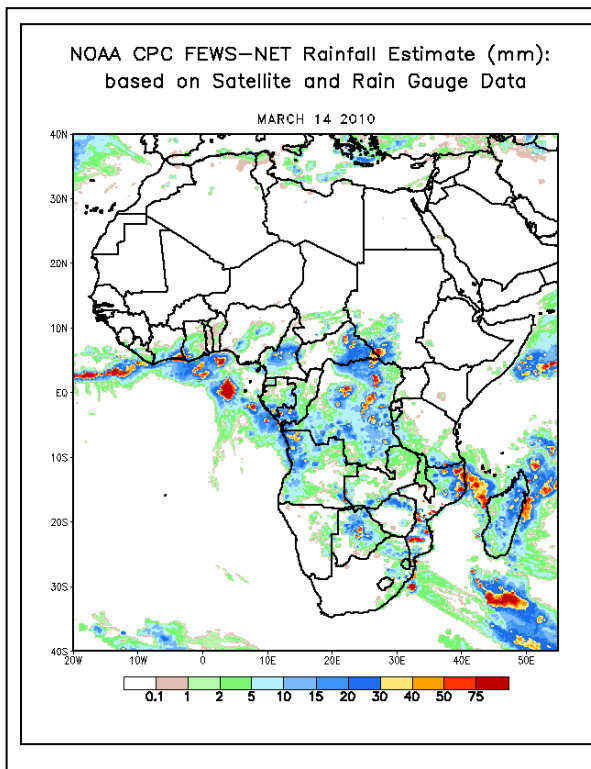 NOAA CPC FEWS-NET Rainfall Estimate (mm):
based on Satellite and Rain Gauge Data
MARCH 14 2010
40N
30N
20N
10N
EQ
10S
20S
30S
40S
20W 10W 0 10E 20E 30E 40E 50E
0.1 1 2 5 10 15 20 30 40 50 75